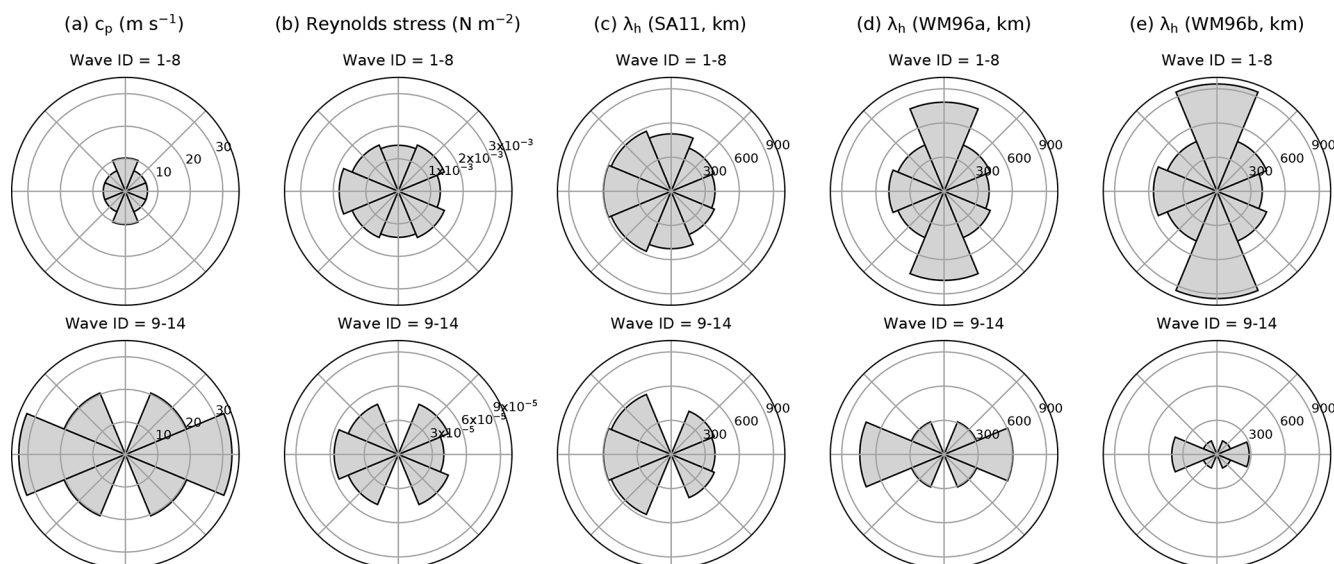 (a) cₚ (m s⁻¹)
(b) Reynolds stress (N m⁻²)
(c) λₕ (SA11, km)
(d) λₕ (WM96a, km)
(e) λₕ (WM96b, km)
Wave ID = 1-8
Wave ID = 1-8
Wave ID = 1-8
Wave ID = 1-8
Wave ID = 1-8
10
20
30
1x10⁻³
2x10⁻³
3x10⁻³
300
600
900
300
600
900
300
600
900
Wave ID = 9-14
Wave ID = 9-14
Wave ID = 9-14
Wave ID = 9-14
Wave ID = 9-14
10
20
30
3x10⁻⁵
6x10⁻⁵
9x10⁻⁵
300
600
900
300
600
900
300
600
900